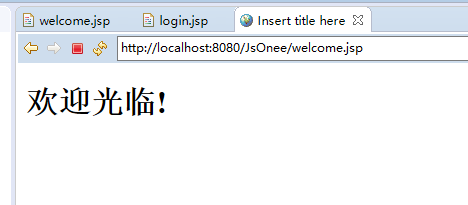 welcome.jsp login.jsp Insert title here
http://localhost:8080/JsOnee/welcome.jsp
欢迎光临!